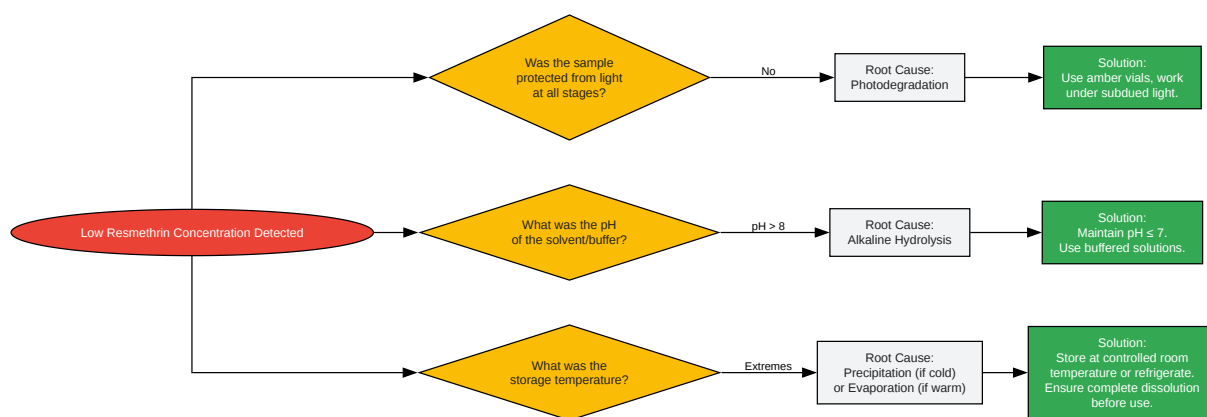 Was the sample
protected from light
at all stages?
No
Root Cause:
Photodegradation
Solution:
Use amber vials, work
under subdued light.
Low Resmethrin Concentration Detected
What was the pH
of the solvent/buffer?
pH > 8
Root Cause:
Alkaline Hydrolysis
Solution:
Maintain pH ≤ 7.
Use buffered solutions.
What was the
storage temperature?
Extremes
Root Cause:
Precipitation (if cold)
or Evaporation (if warm)
Solution:
Store at controlled room
temperature or refrigerate.
Ensure complete dissolution
before use.